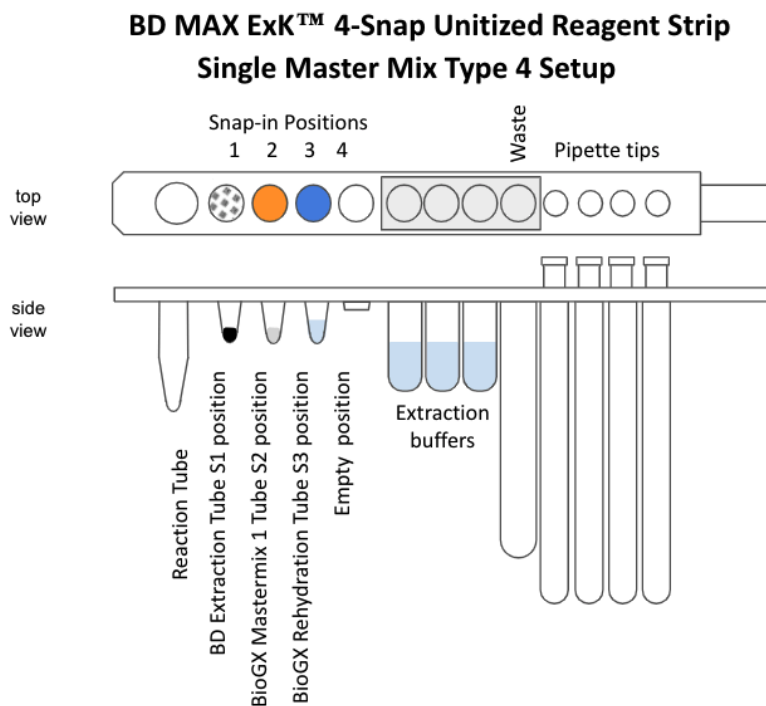 BD MAX ExK™ 4-Snap Unitized Reagent Strip
Single Master Mix Type 4 Setup
Snap-in Positions
1 2 3 4
Waste
Pipette tips
top
view
side
view
Reaction Tube
BD Extraction Tube S1 position
BioGX Mastermix 1 Tube S2 position
BioGX Rehydration Tube S3 position
Empty position
Extraction
buffers